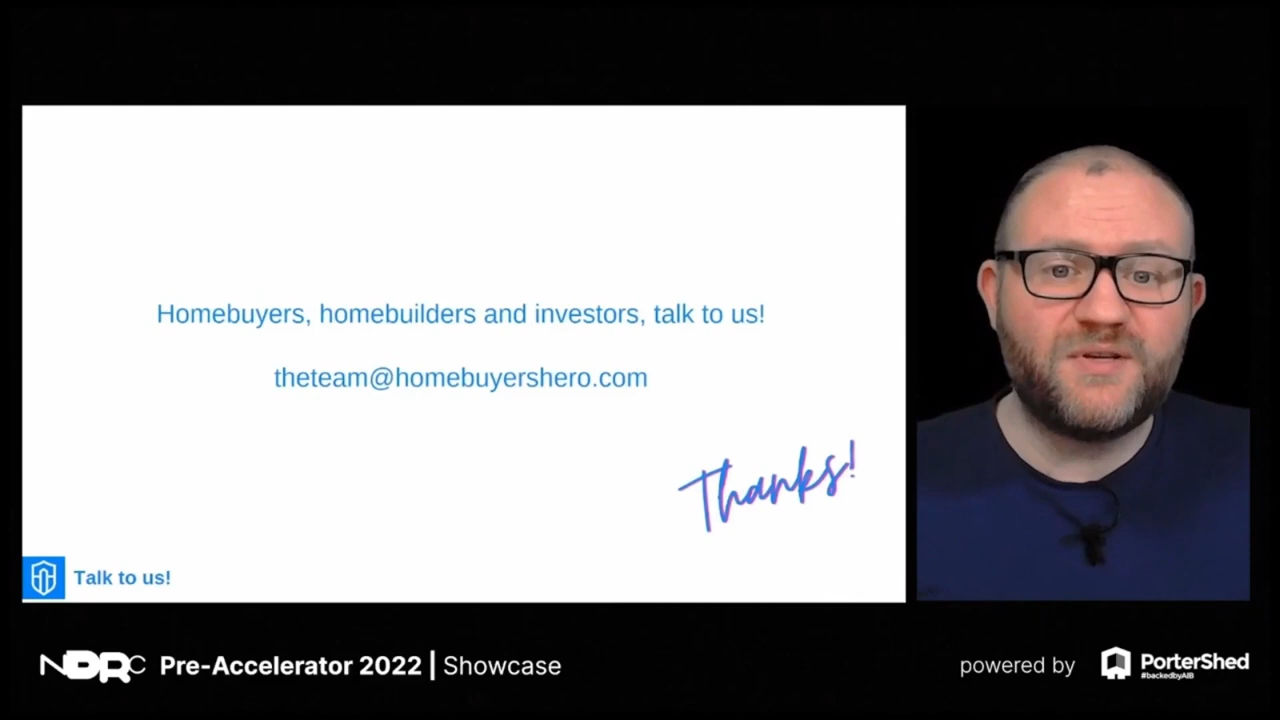 Homebuyers, homebuilders and investors, talk to us!
theteam@homebuyershero.com
Thanks!
Talk to us!
NDRC Pre-Accelerator 2022 | Showcase
powered by PorterShed
#backedbyAIB